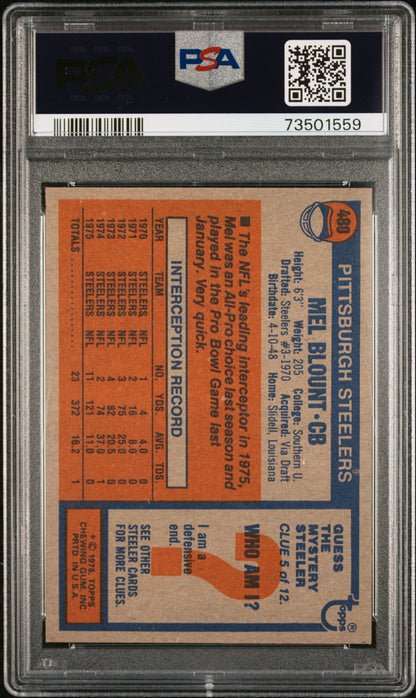 PSA
PSA
73501559
480
PITTSBURGH STEELERS
MEL BLOUNT • CB
Height: 6'3" Weight: 205 College: Southern U.
Drafted: Steelers #3-1970 Acquired: Via Draft
Birthdate: 4-10-48 Home: Slidell, Louisiana
INTERCEPTION RECORD
YEAR TEAM NO. YDS. AVG. TDS.
1970 STEELERS, NFL 1 4 4.0 0
1971 STEELERS, NFL 2 16 8.0 0
1972 STEELERS, NFL 3 75 25.0 0
1973 STEELERS, NFL 4 82 20.5 0
1974 STEELERS, NFL 2 74 37.0 1
1975 STEELERS, NFL 11 121 11.0 0
TOTALS 23 372 16.2 1
■ The NFL's leading interceptor in 1975,
Mel was an All-Pro choice last season and
played in the Pro Bowl Game last
January. Very quick.
Topps ®
GUESS
THE
MYSTERY
STEELER
CLUE 5 of 12
WHO AM I?
I am a
defensive
end.
?
SEE OTHER
STEELER CARDS
FOR MORE CLUES.
* © 1976, TOPPS
CHEWING GUM, INC
PRTD. IN U.S.A.